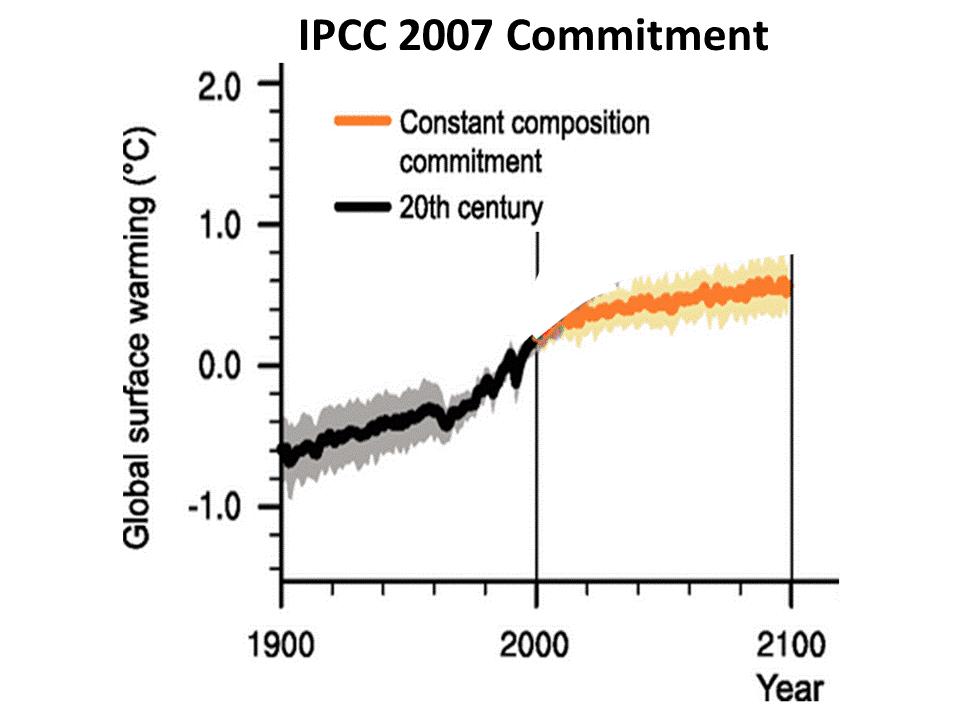 IPCC 2007 Commitment
2.0
Constant composition
commitment
20th century
1.0
0.0
-1.0
Global surface warming (°C)
1900
2000
2100
Year